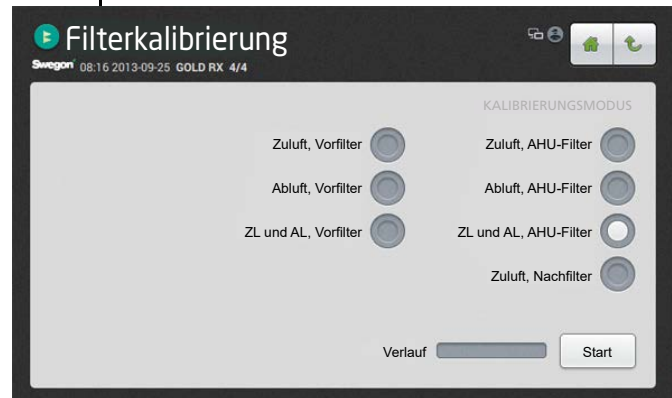 Filterkalibrierung
Swegon 08:16 2013-09-25 GOLD RX 4/4
KALIBRIERUNGSMODUS
Zuluft, Vorfilter Zuluft, AHU-Filter
Abluft, Vorfilter Abluft, AHU-Filter
ZL und AL, Vorfilter ZL und AL, AHU-Filter
Zuluft, Nachfilter
Verlauf Start